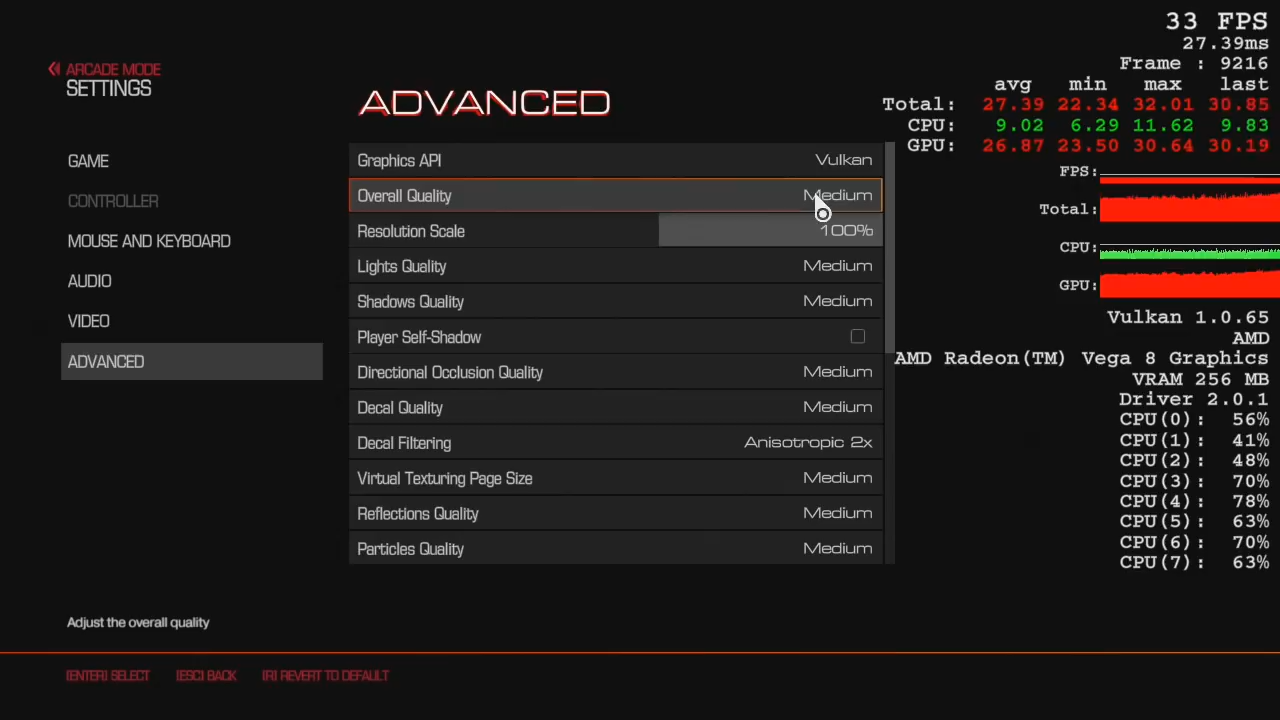 ARCADE MODE
SETTINGS
GAME
CONTROLLER
MOUSE AND KEYBOARD
AUDIO
VIDEO
ADVANCED
ADVANCED
Graphics API Vulkan
Overall Quality Medium
Resolution Scale 100%
Lights Quality Medium
Shadows Quality Medium
Player Self-Shadow
Directional Occlusion Quality Medium
Decal Quality Medium
Decal Filtering Anisotropic 2x
Virtual Texturing Page Size Medium
Reflections Quality Medium
Particles Quality Medium
33 FPS
27.39ms
Frame : 9216
avg min max last
Total: 27.39 22.34 32.01 30.85
CPU: 9.02 6.29 11.62 9.83
GPU: 26.87 23.50 30.64 30.19
FPS:
Total:
CPU:
GPU:
Vulkan 1.0.65
AMD
AMD Radeon(TM) Vega 8 Graphics
VRAM 256 MB
Driver 2.0.1
CPU(0): 56%
CPU(1): 41%
CPU(2): 48%
CPU(3): 70%
CPU(4): 78%
CPU(5): 63%
CPU(6): 70%
CPU(7): 63%
Adjust the overall quality
[ENTER] SELECT [ESC] BACK [R] REVERT TO DEFAULT